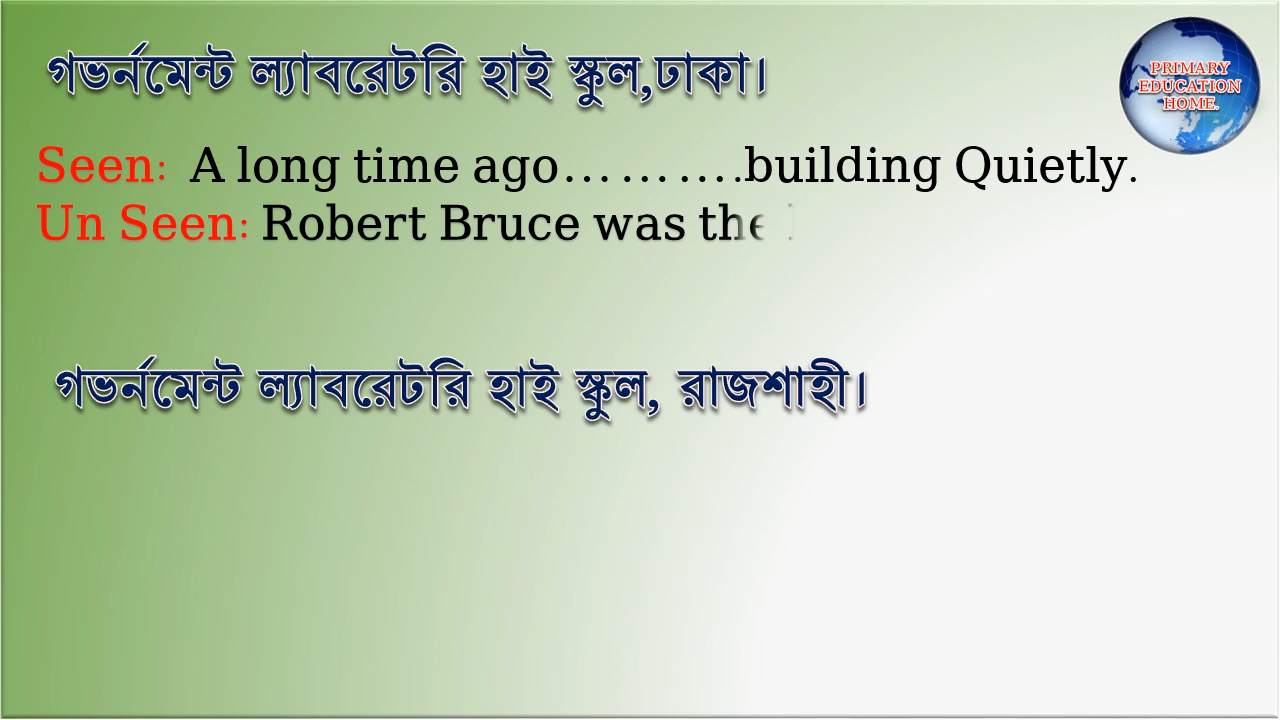 গভর্নমেন্ট ল্যাবরেটরি হাই স্কুল,ঢাকা।
PRIMARY
EDUCATION
HOME.
Seen: A long time ago……….building Quietly.
Un Seen: Robert Bruce was the
গভর্নমেন্ট ল্যাবরেটরি হাই স্কুল, রাজশাহী।